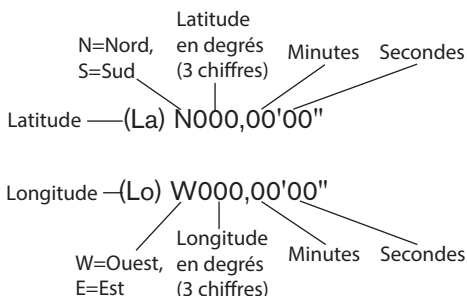 N=Nord,
S=Sud
Latitude
en degrés
(3 chiffres)
Minutes
Secondes
Latitude
(La) N000,00'00"
Longitude
(Lo) W000,00'00"
W=Ouest,
E=Est
Longitude
en degrés
(3 chiffres)
Minutes
Secondes